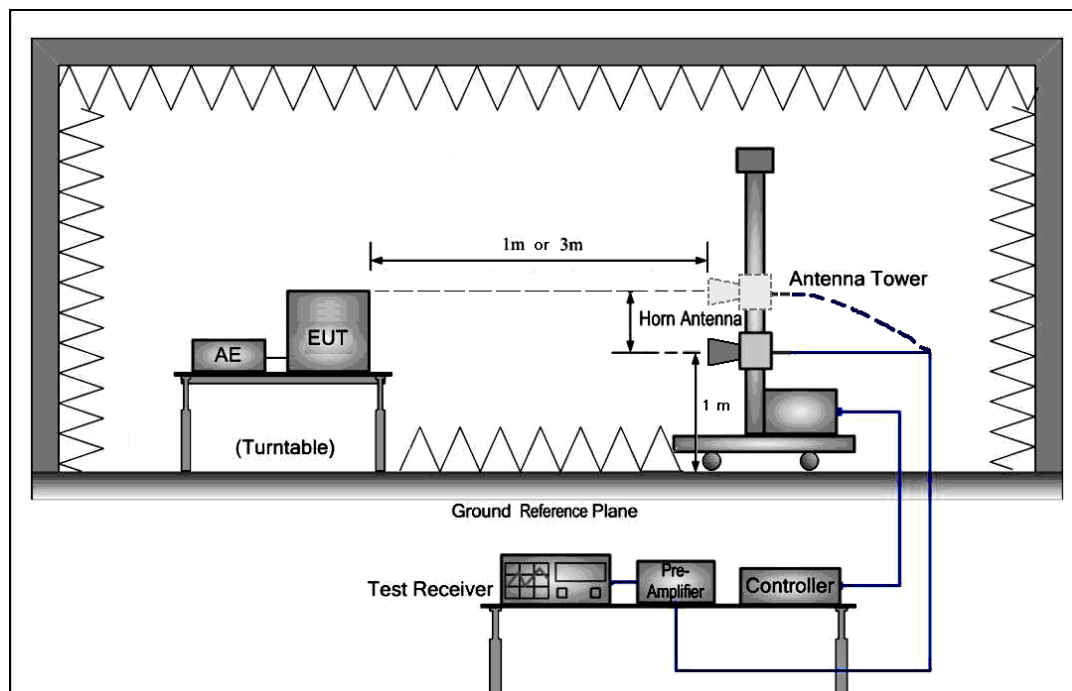 1m or 3m
Antenna Tower
Horn Antenna
EUT
AE
1 m
(Turntable)
Ground Reference Plane
Test Receiver
Pre-
Amplifier
Controller